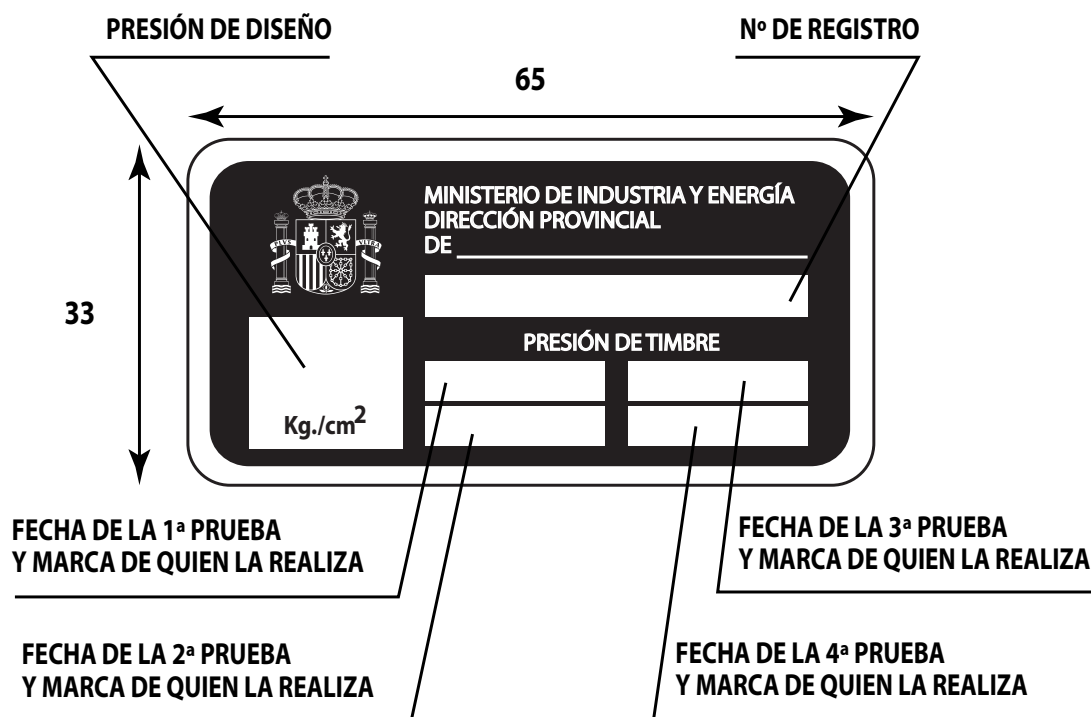 PRESIÓN DE DISEÑO
Nº DE REGISTRO
65
33
MINISTERIO DE INDUSTRIA Y ENERGÍA
DIRECCIÓN PROVINCIAL
DE
PLVS VLTRA
PRESIÓN DE TIMBRE
Kg./cm²
FECHA DE LA 1ª PRUEBA
Y MARCA DE QUIEN LA REALIZA
FECHA DE LA 3ª PRUEBA
Y MARCA DE QUIEN LA REALIZA
FECHA DE LA 2ª PRUEBA
Y MARCA DE QUIEN LA REALIZA
FECHA DE LA 4ª PRUEBA
Y MARCA DE QUIEN LA REALIZA